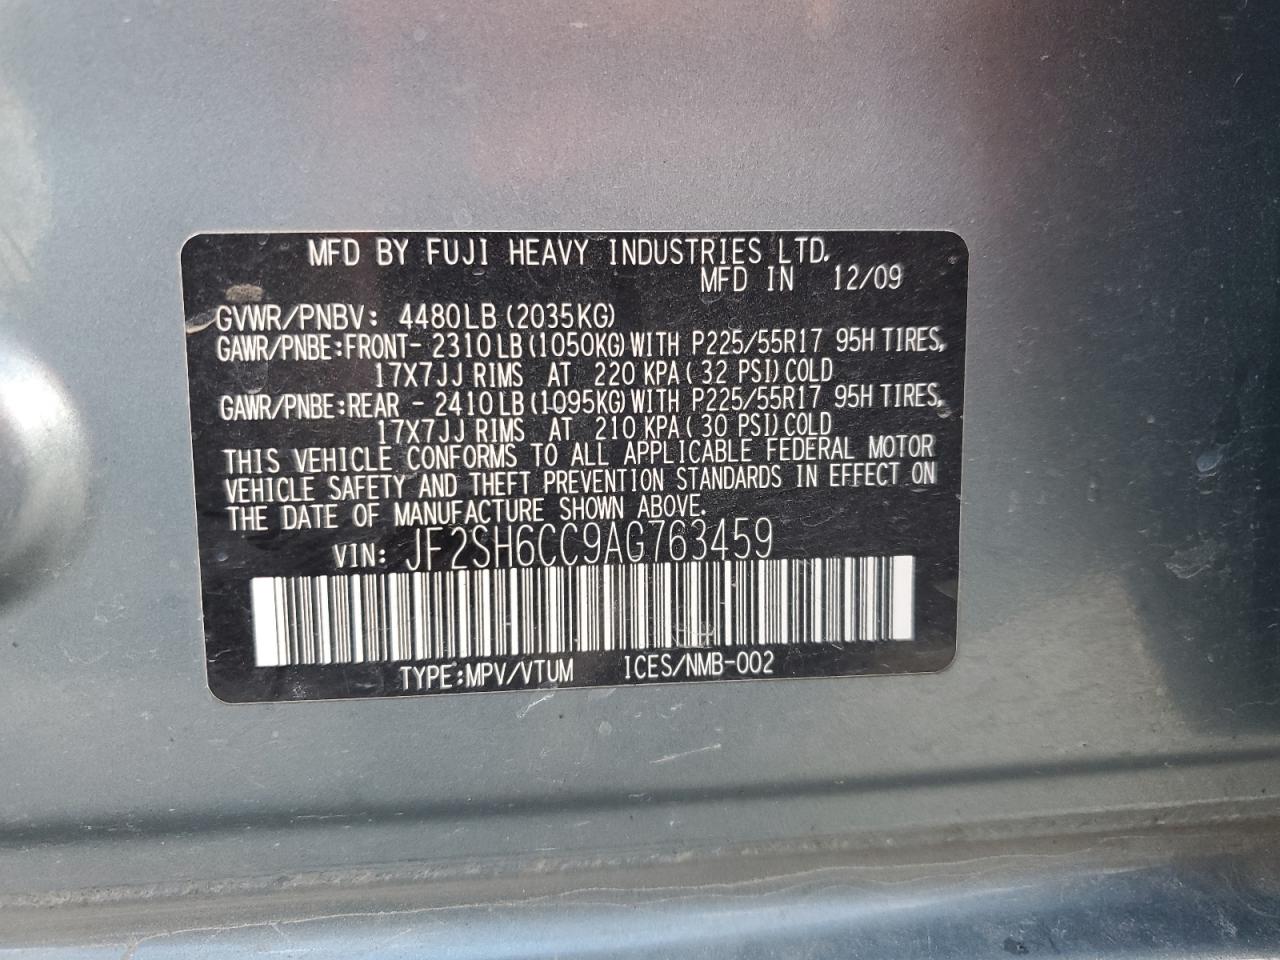 MFD BY FUJI HEAVY INDUSTRIES LTD.
MFD IN 12/09
GVWR/PNBV: 4480LB (2035KG)
GAWR/PNBE:FRONT- 2310LB(1050KG)WITH P225/55R17 95H TIRES,
17X7JJ RIMS AT 220 KPA( 32 PSI)COLD
GAWR/PNBE:REAR - 2410LB(1095KG)WITH P225/55R17 95H TIRES,
17X7JJ RIMS AT 210 KPA( 30 PSI)COLD
THIS VEHICLE CONFORMS TO ALL APPLICABLE FEDERAL MOTOR
VEHICLE SAFETY AND THEFT PREVENTION STANDARDS IN EFFECT ON
THE DATE OF MANUFACTURE SHOWN ABOVE.
VIN: JF2SH6CC9AG763459
TYPE:MPV/VTUM ICES/NMB-002